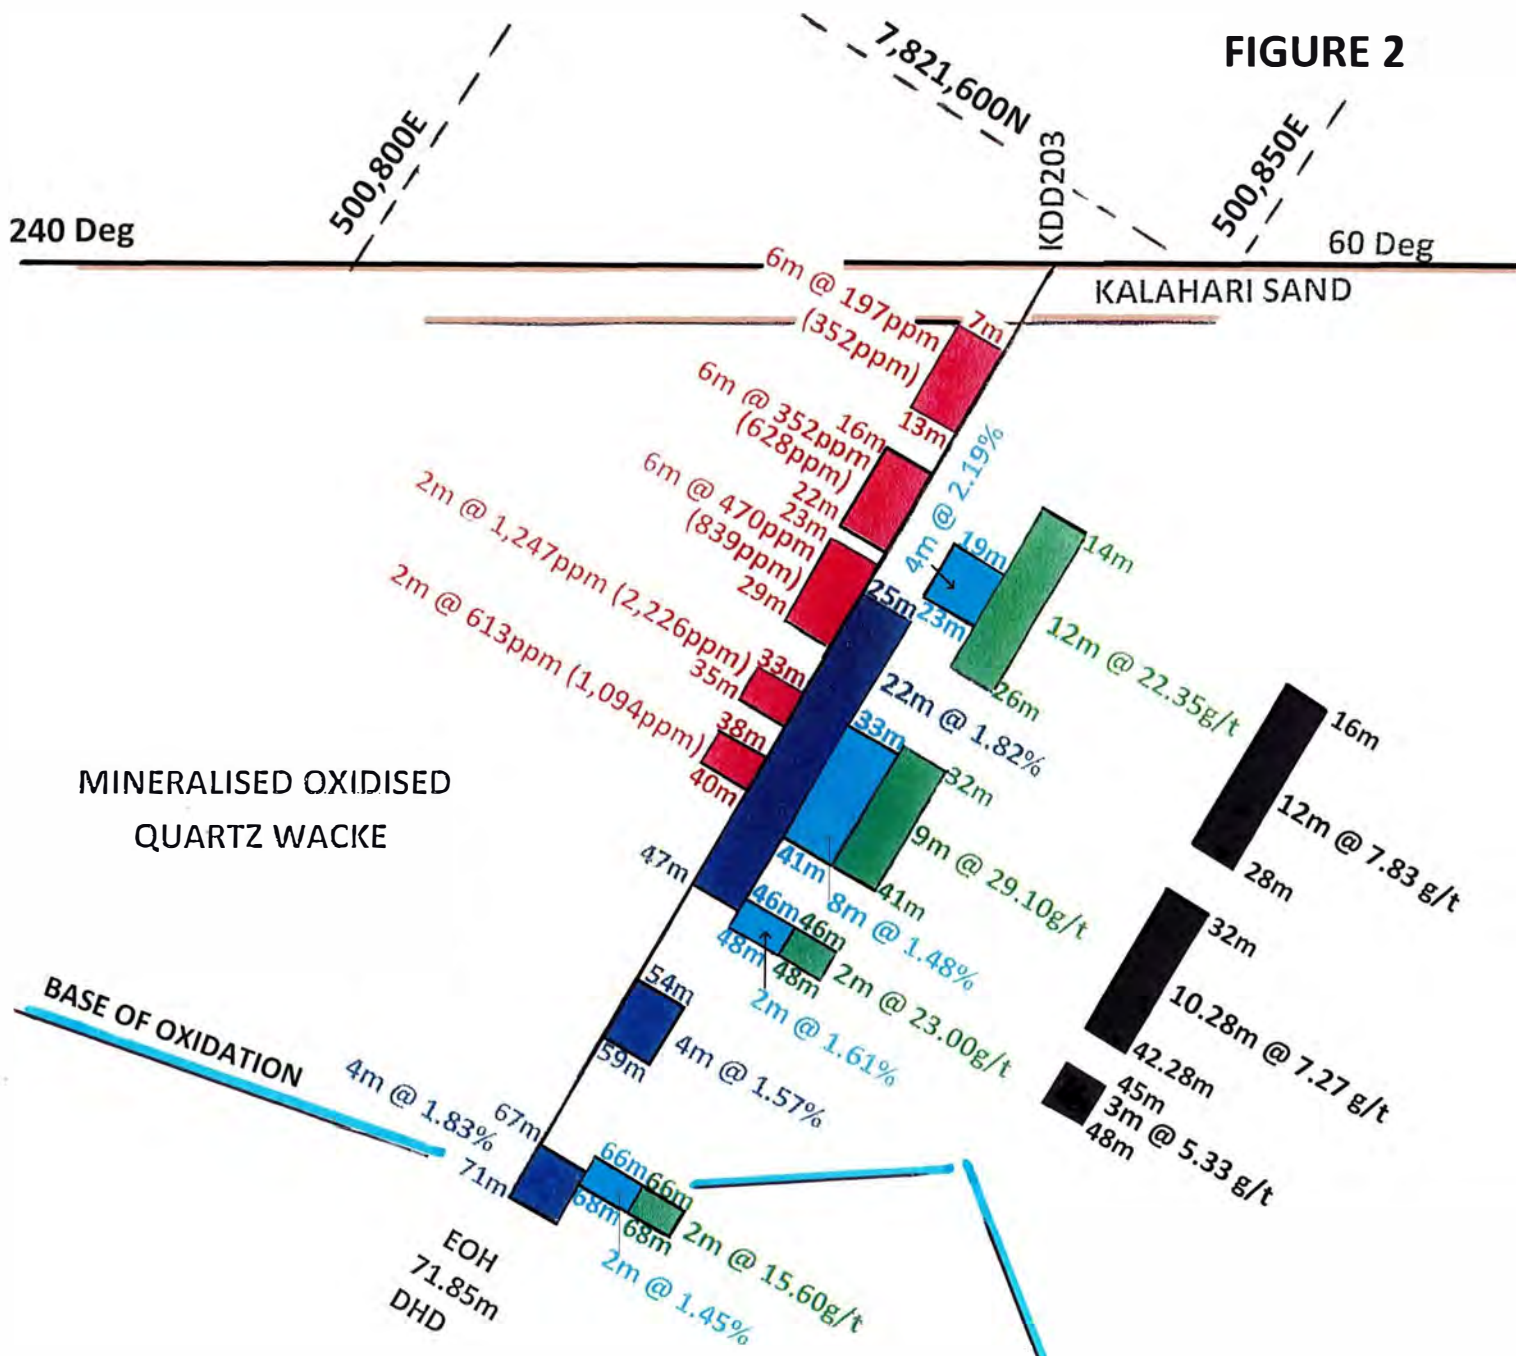 FIGURE 2
7,821,600N
500,800E
KDD203
500,850E
240 Deg
60 Deg
KALAHARI SAND
6m @ 197ppm
(352ppm)
7m
13m
6m @ 352ppm
(628ppm)
16m
22m
6m @ 470ppm
(839ppm)
23m
29m
2m @ 1,247ppm (2,226ppm)
33m
35m
2m @ 613ppm (1,094ppm)
38m
40m
4m @ 2.19%
19m
23m
14m
12m @ 22.35g/t
26m
25m
22m @ 1.82%
47m
33m
41m
8m @ 1.48%
32m
9m @ 29.10g/t
41m
46m
48m
2m @ 1.61%
46m
48m
2m @ 23.00g/t
16m
12m @ 7.83 g/t
28m
32m
10.28m @ 7.27 g/t
42.28m
45m
3m @ 5.33 g/t
48m
MINERALISED OXIDISED
QUARTZ WACKE
BASE OF OXIDATION
54m
59m
4m @ 1.57%
4m @ 1.83%
67m
71m
66m
68m
2m @ 1.45%
66m
68m
2m @ 15.60g/t
EOH
71.85m
DHD